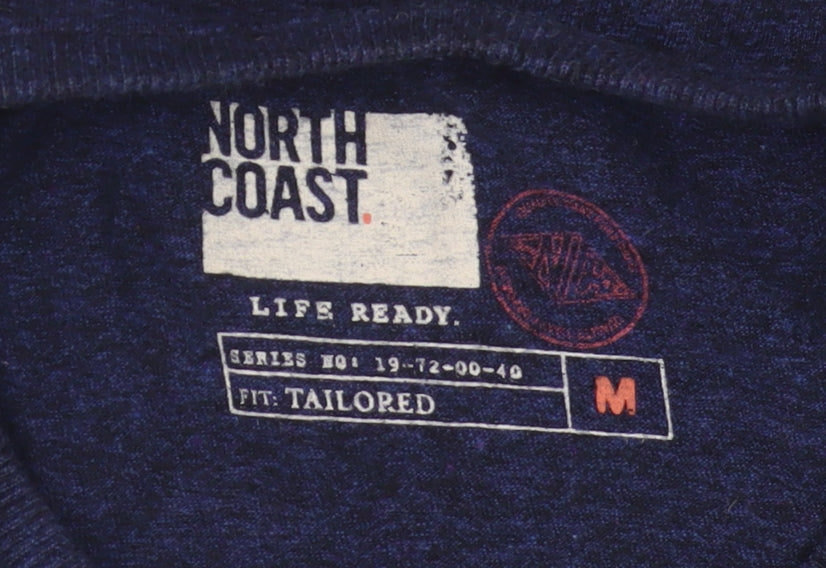 NORTH
COAST.
LIFE READY.
SERIES NO: 19-72-00-40
FIT: TAILORED
M